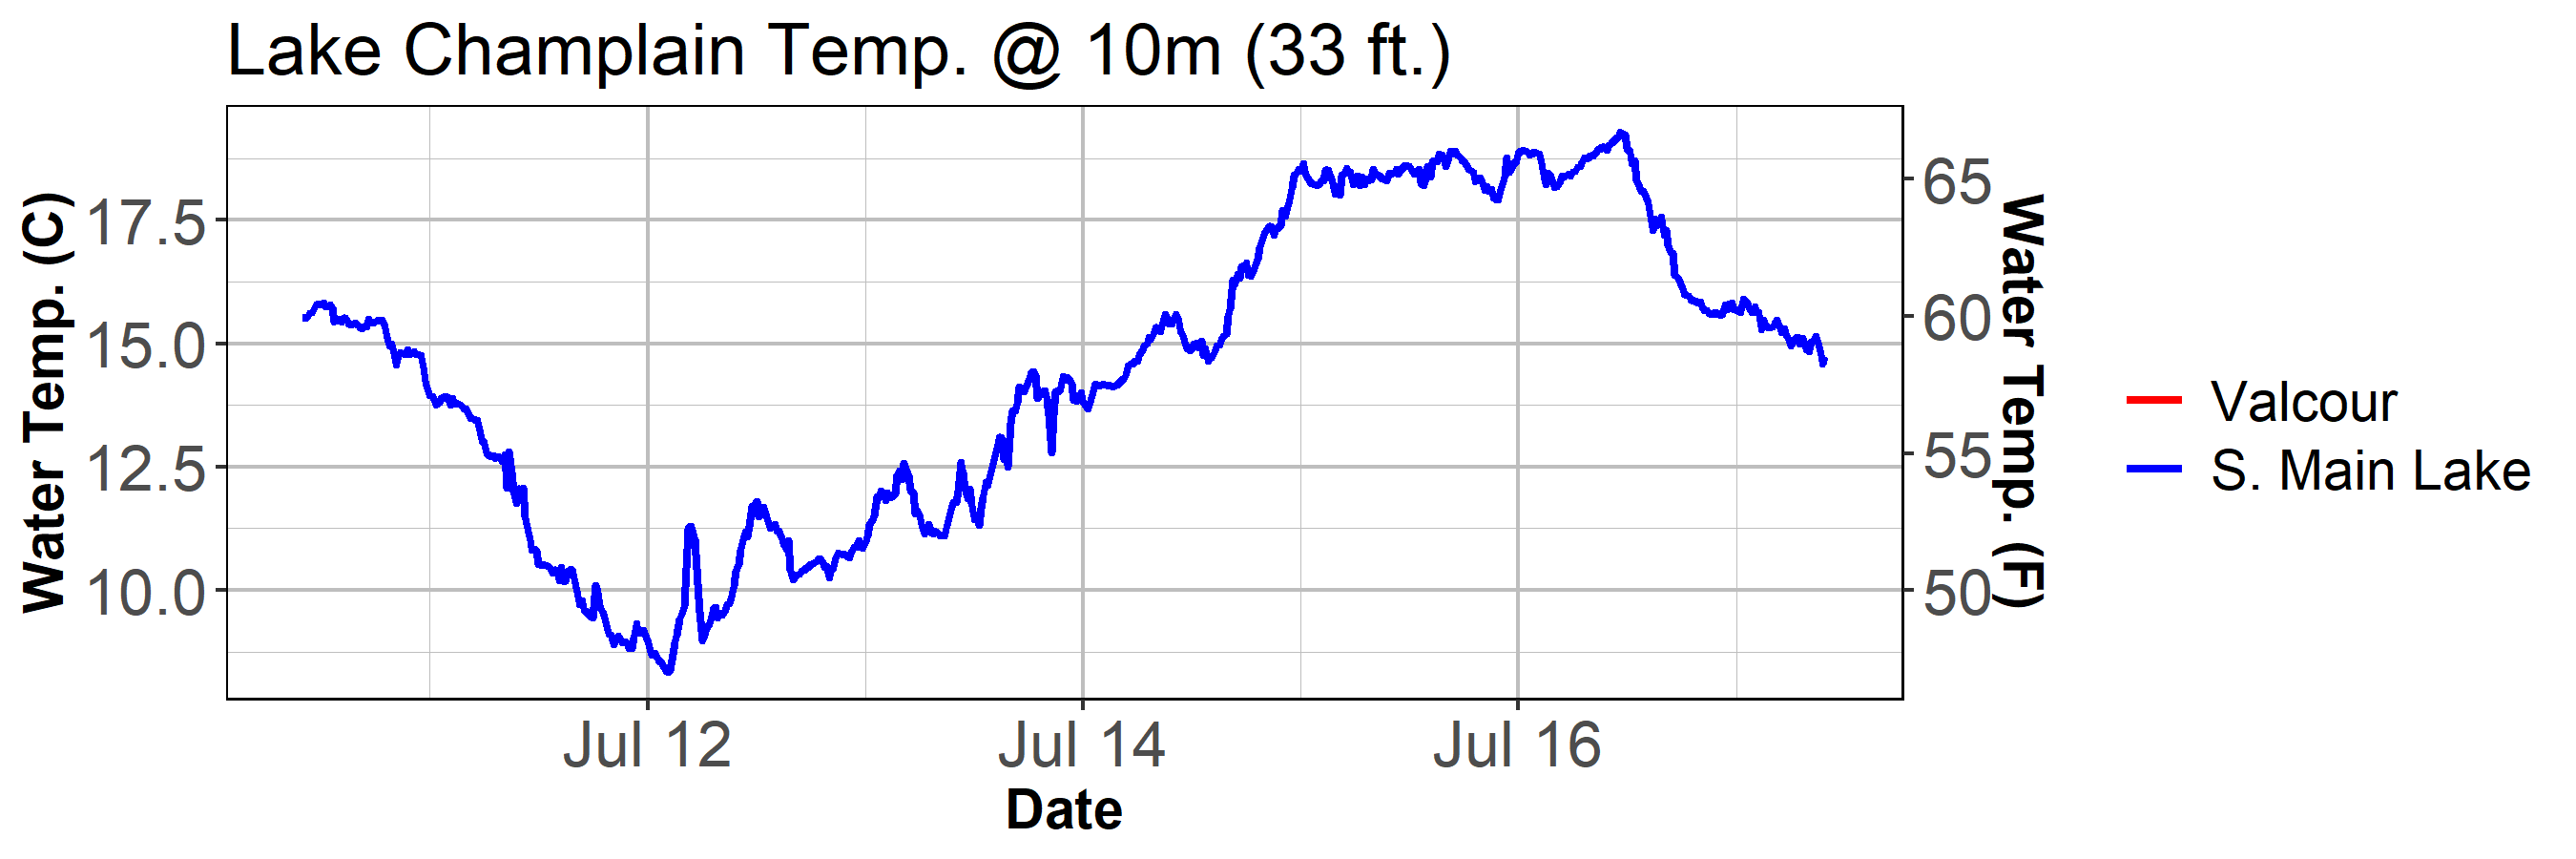 Lake Champlain Temp. @ 10m (33 ft.)
Water Temp. (C)
17.5
15.0
12.5
10.0
65
60
55
50
Water Temp. (F)
Jul 12
Jul 14
Jul 16
Date
Valcour
S. Main Lake